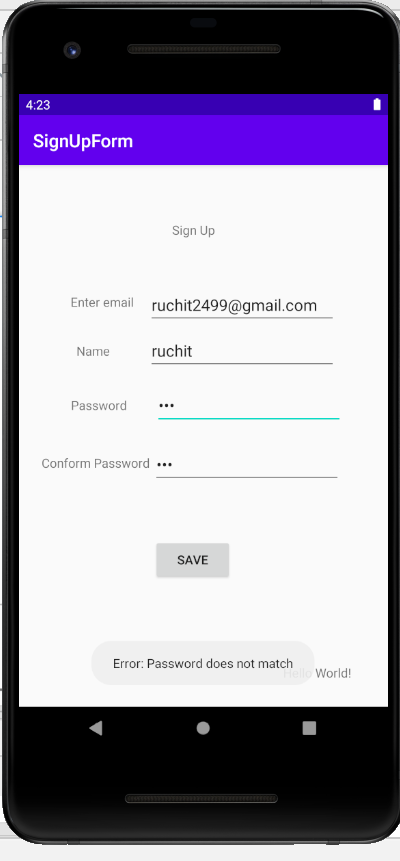 4:23
SignUpForm
Sign Up
Enter email ruchit2499@gmail.com
Name ruchit
Password •••
Conform Password •••
SAVE
Error: Password does not match
Hello World!